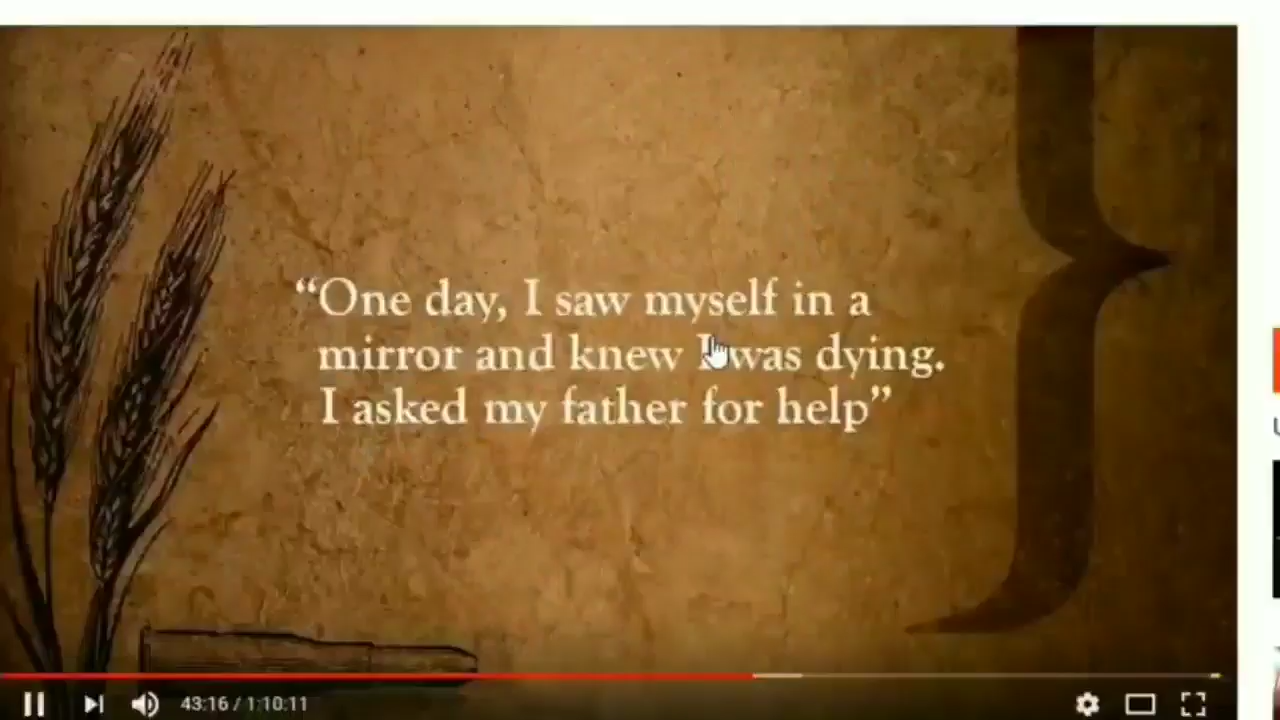 “One day, I saw myself in a
mirror and knew I was dying.
I asked my father for help”
43:16 / 1:10:11